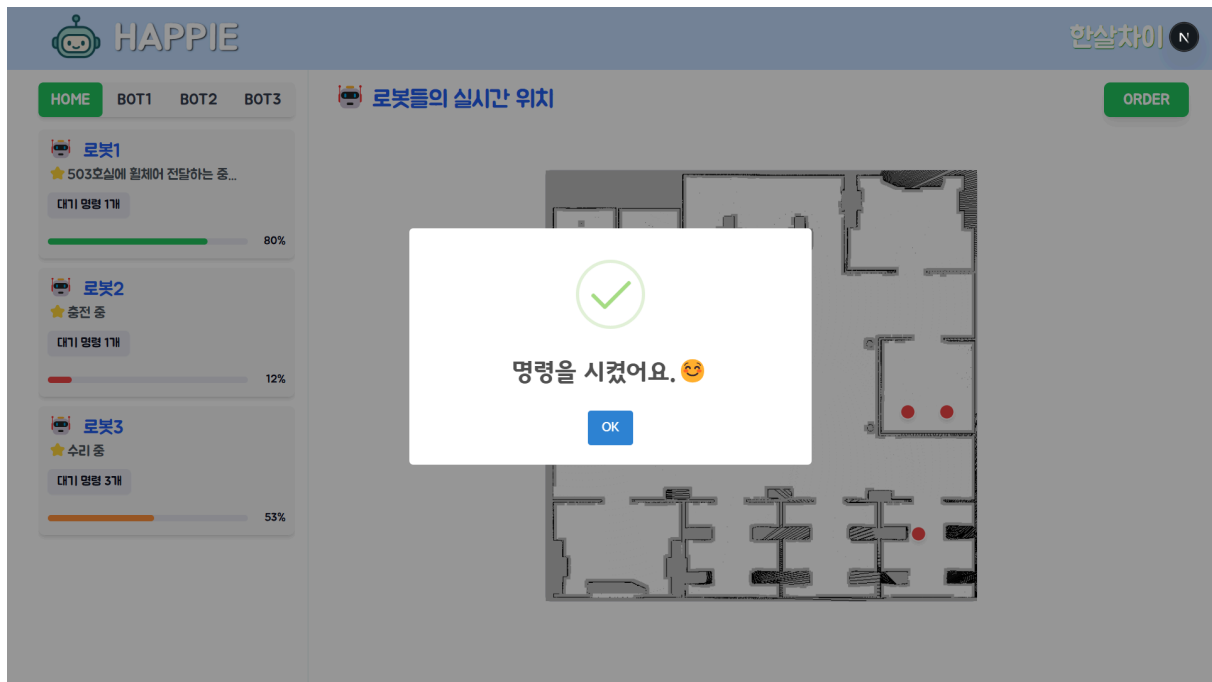 HAPPIE
한살차이 N
HOME BOT1 BOT2 BOT3
로봇들의 실시간 위치
ORDER
로봇1
503호실에 휠체어 전달하는 중...
대기 명령 1개
80%
로봇2
충전 중
대기 명령 1개
12%
로봇3
수리 중
대기 명령 3개
53%
명령을 시켰어요.😊
OK